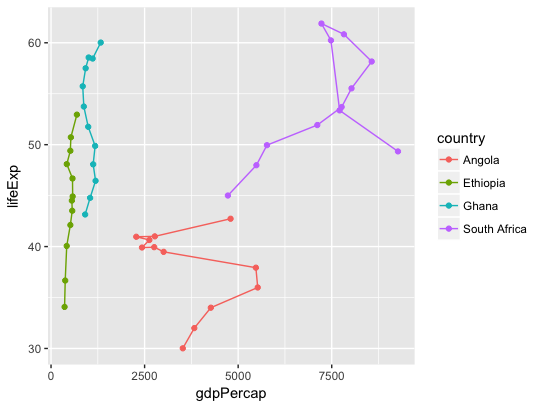 60
50
40
30
lifeExp
0
2500
5000
7500
gdpPercap
country
Angola
Ethiopia
Ghana
South Africa